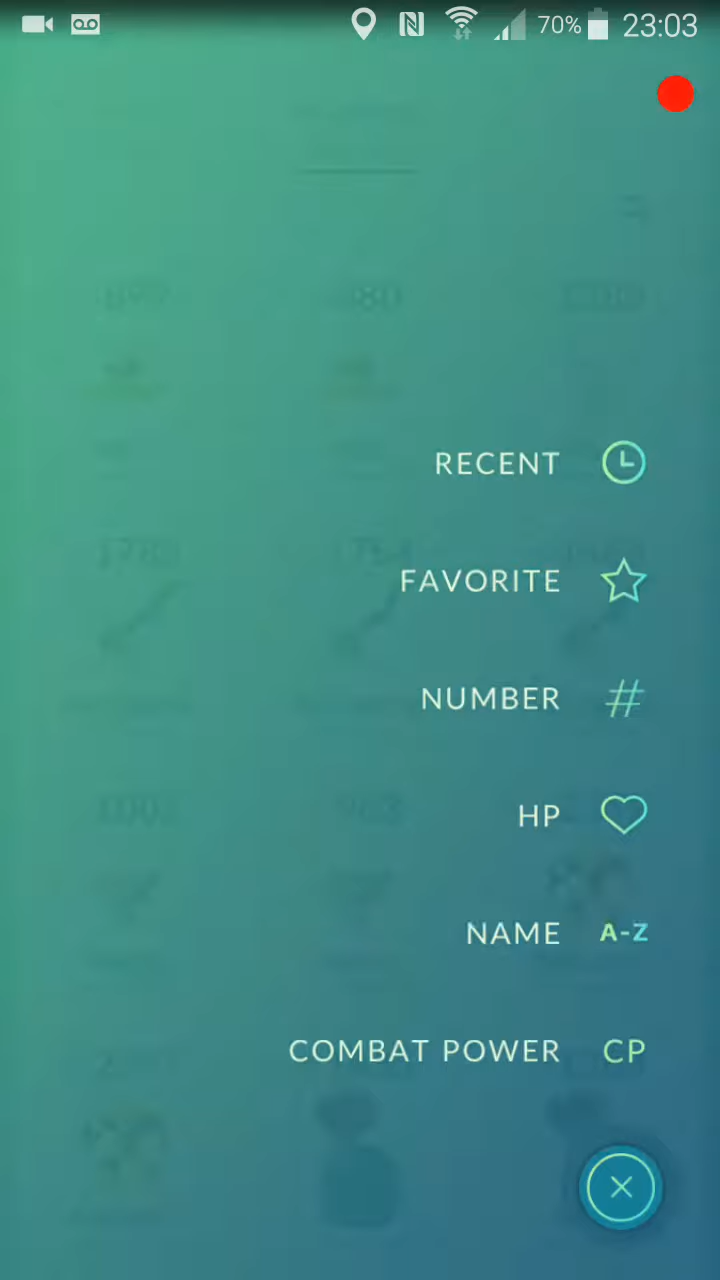 70% 23:03
RECENT
FAVORITE
NUMBER #
HP
NAME A-Z
COMBAT POWER CP